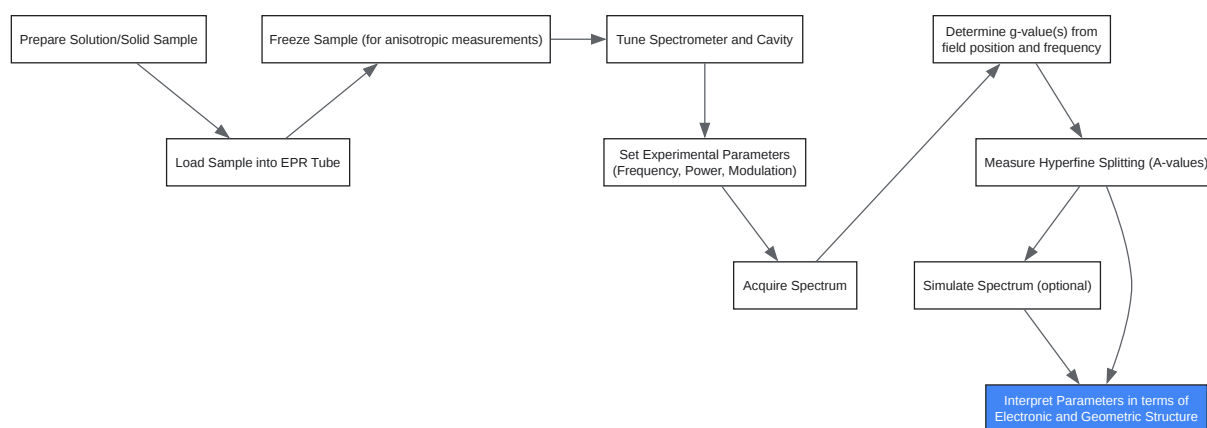 Prepare Solution/Solid Sample
Load Sample into EPR Tube
Freeze Sample (for anisotropic measurements)
Tune Spectrometer and Cavity
Set Experimental Parameters
(Frequency, Power, Modulation)
Acquire Spectrum
Determine g-value(s) from
field position and frequency
Measure Hyperfine Splitting (A-values)
Simulate Spectrum (optional)
Interpret Parameters in terms of
Electronic and Geometric Structure